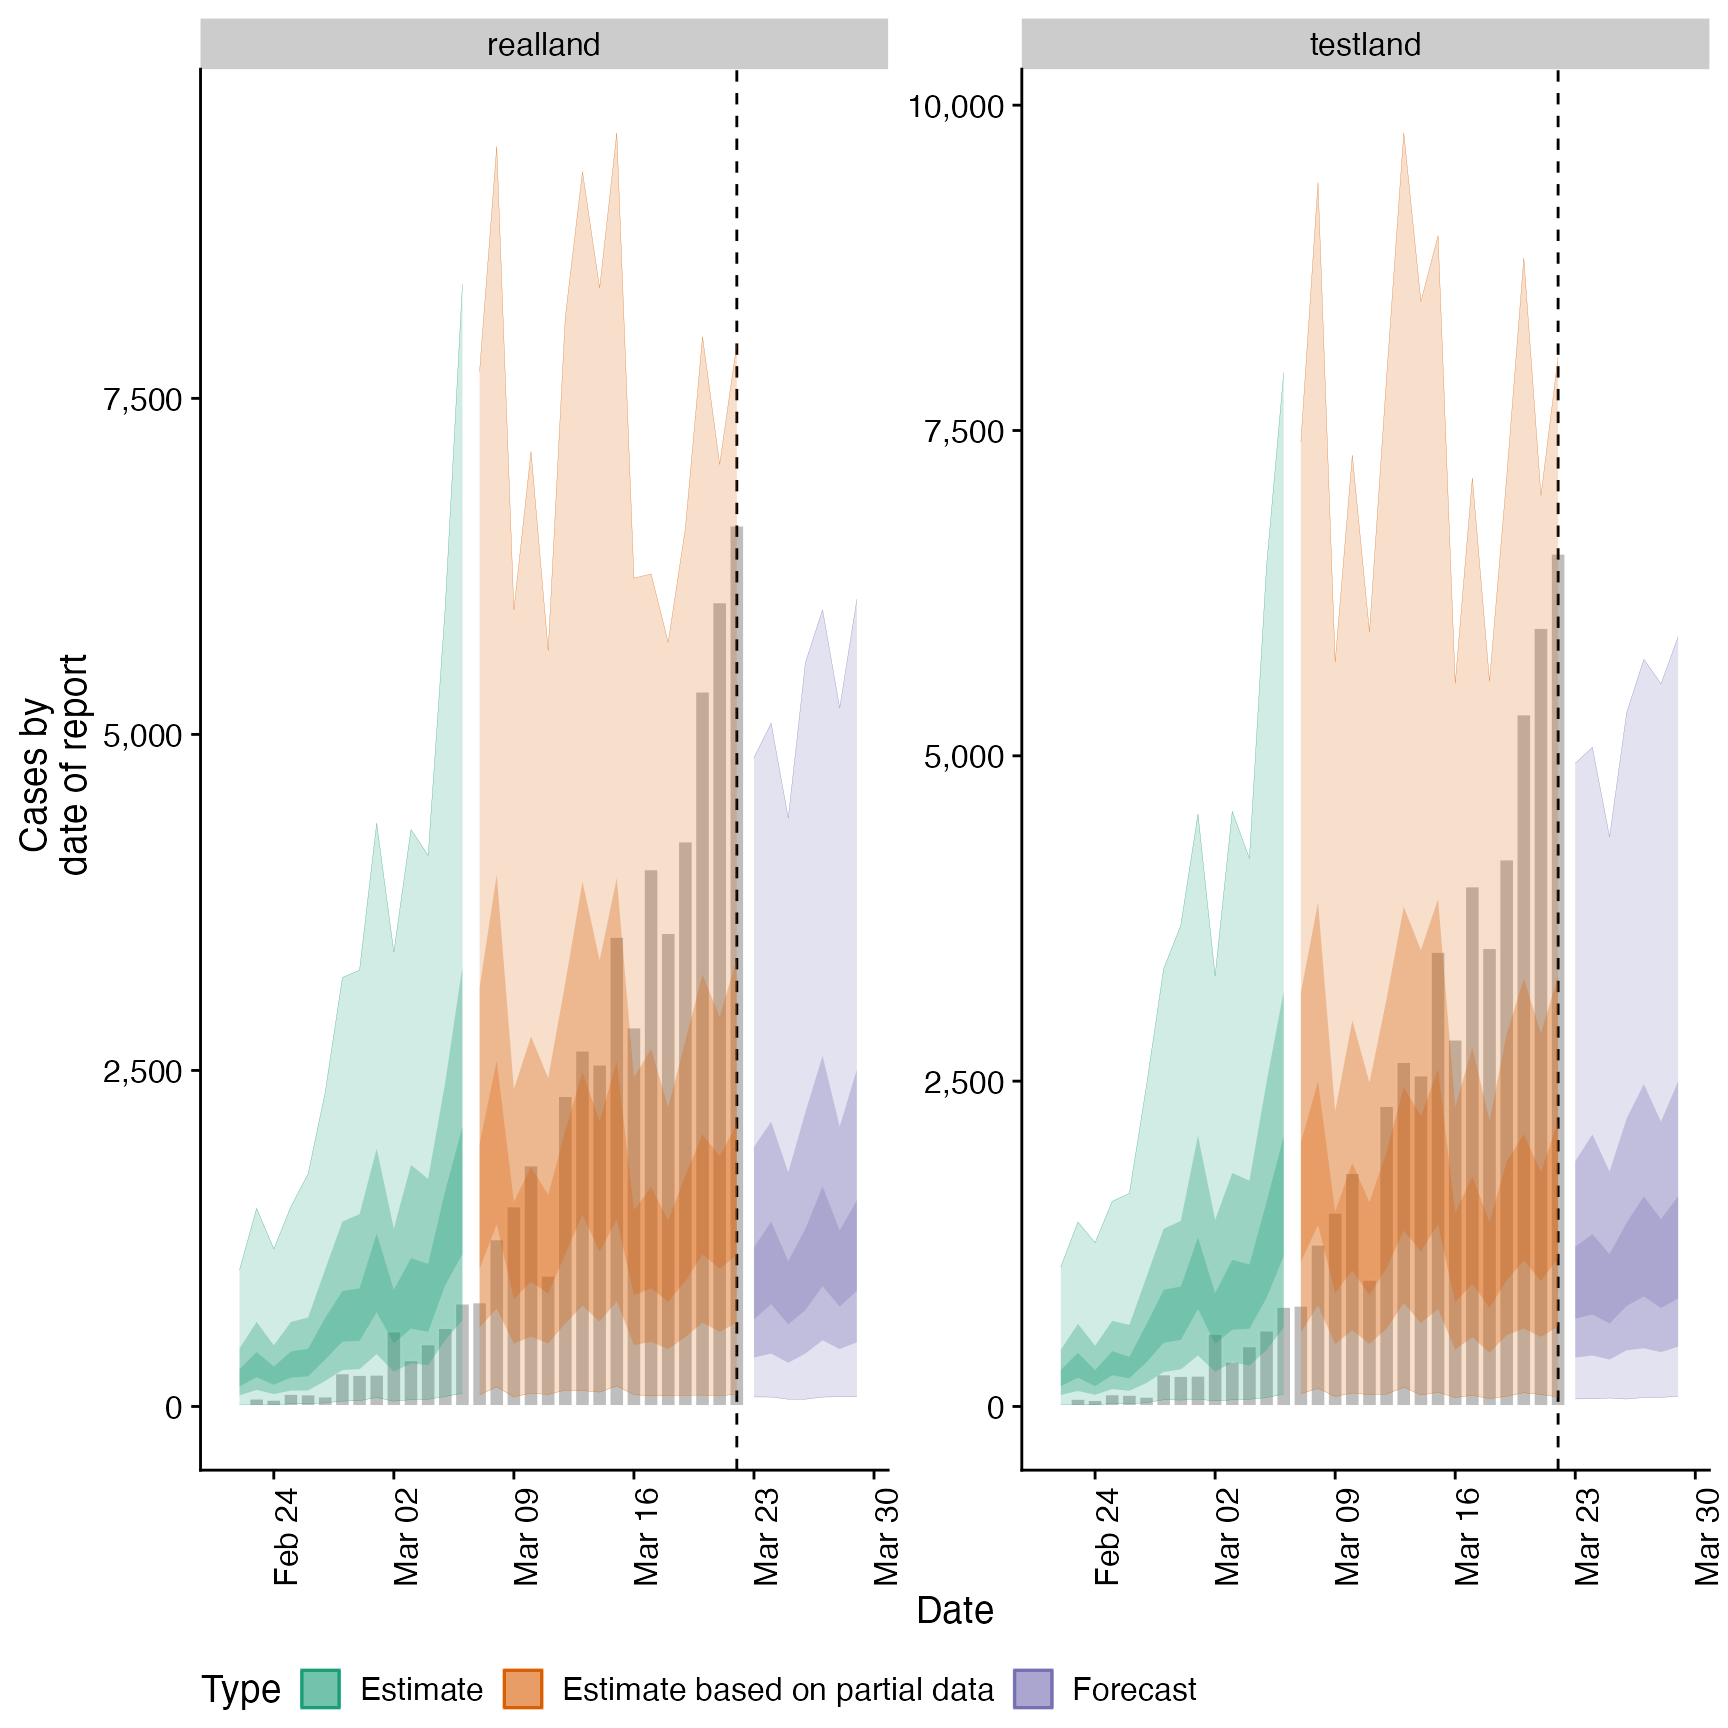 realland
testland
Cases by
date of report
7,500
5,000
2,500
0
10,000
7,500
5,000
2,500
0
Feb 24
Mar 02
Mar 09
Mar 16
Mar 23
Mar 30
Feb 24
Mar 02
Mar 09
Mar 16
Mar 23
Mar 30
Date
Type Estimate Estimate based on partial data Forecast